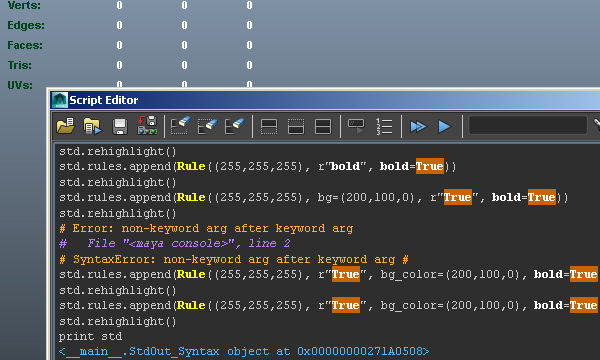 Verts: 0 0 0
Edges: 0 0 0
Faces: 0 0 0
Tris: 0 0 0
UVs: 0 0 0
Script Editor
std.rehighlight()
std.rules.append(Rule((255,255,255), r"bold", bold=True))
std.rehighlight()
std.rules.append(Rule((255,255,255), bg=(200,100,0), r"True", bold=True))
std.rehighlight()
# Error: non-keyword arg after keyword arg
#   File "<maya console>", line 2
# SyntaxError: non-keyword arg after keyword arg #
std.rules.append(Rule((255,255,255), r"True", bg_color=(200,100,0), bold=True
std.rehighlight()
std.rules.append(Rule((255,255,255), r"True", bg_color=(200,100,0), bold=True
std.rehighlight()
print std
<__main__.StdOut_Syntax object at 0x00000000271A0508>